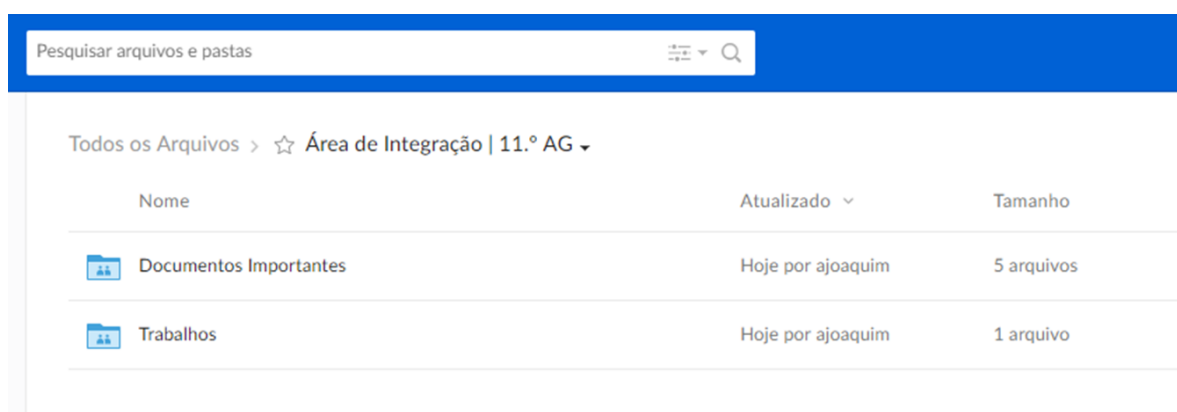 Pesquisar arquivos e pastas
Todos os Arquivos > Área de Integração | 11.º AG
Nome Atualizado Tamanho
Documentos Importantes Hoje por ajoaquim 5 arquivos
Trabalhos Hoje por ajoaquim 1 arquivo